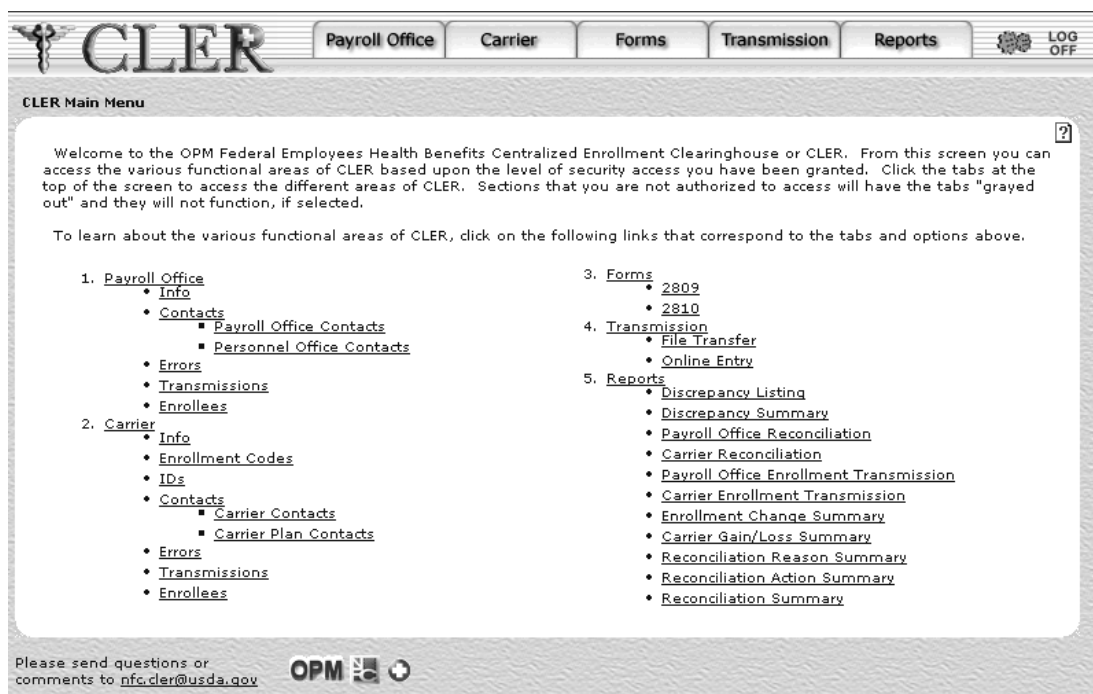 CLER
Payroll Office
Carrier
Forms
Transmission
Reports
LOG
OFF
CLER Main Menu
?
Welcome to the OPM Federal Employees Health Benefits Centralized Enrollment Clearinghouse or CLER. From this screen you can
access the various functional areas of CLER based upon the level of security access you have been granted. Click the tabs at the
top of the screen to access the different areas of CLER. Sections that you are not authorized to access will have the tabs "grayed
out" and they will not function, if selected.
To learn about the various functional areas of CLER, click on the following links that correspond to the tabs and options above.
1. Payroll Office
• Info
• Contacts
▪ Payroll Office Contacts
▪ Personnel Office Contacts
• Errors
• Transmissions
• Enrollees
2. Carrier
• Info
• Enrollment Codes
• IDs
• Contacts
▪ Carrier Contacts
▪ Carrier Plan Contacts
• Errors
• Transmissions
• Enrollees
3. Forms
• 2809
• 2810
4. Transmission
• File Transfer
• Online Entry
5. Reports
• Discrepancy Listing
• Discrepancy Summary
• Payroll Office Reconciliation
• Carrier Reconciliation
• Payroll Office Enrollment Transmission
• Carrier Enrollment Transmission
• Enrollment Change Summary
• Carrier Gain/Loss Summary
• Reconciliation Reason Summary
• Reconciliation Action Summary
• Reconciliation Summary
Please send questions or
comments to nfc.cler@usda.gov
OPM